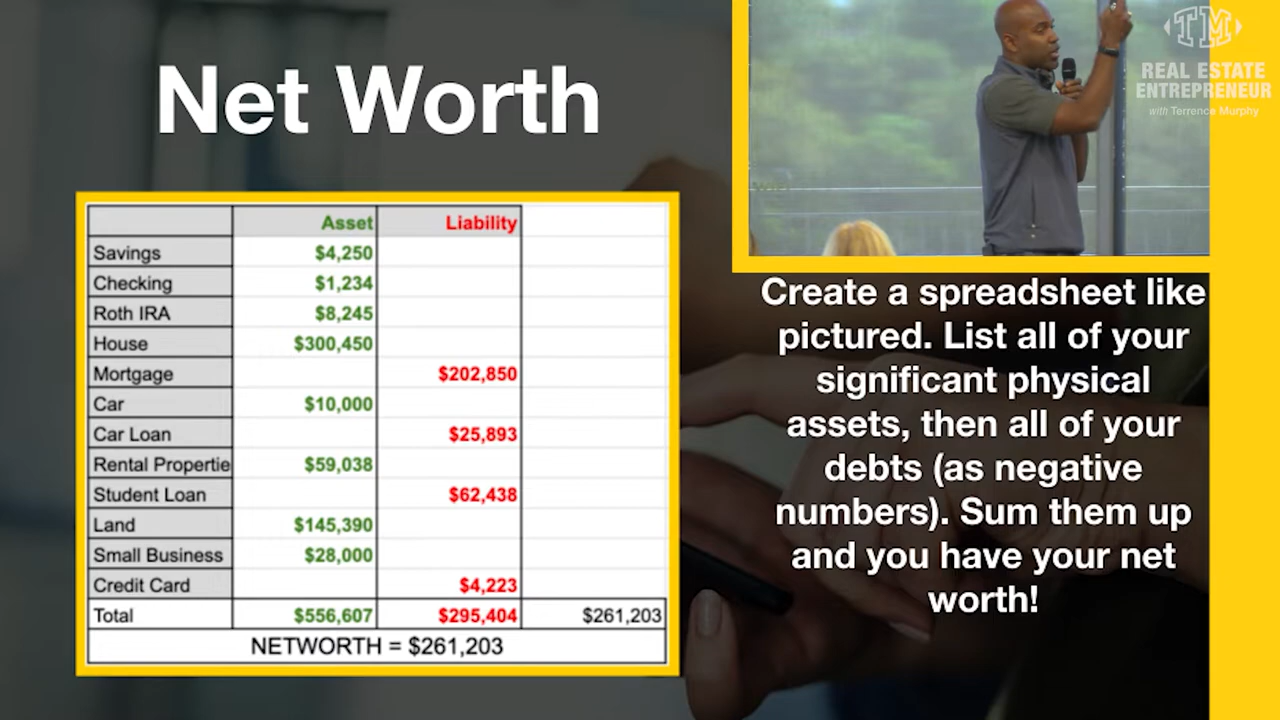 Net Worth
Asset Liability
Savings $4,250
Checking $1,234
Roth IRA $8,245
House $300,450
Mortgage $202,850
Car $10,000
Car Loan $25,893
Rental Propertie $59,038
Student Loan $62,438
Land $145,390
Small Business $28,000
Credit Card $4,223
Total $556,607 $295,404 $261,203
NETWORTH = $261,203
TM
REAL ESTATE
ENTREPRENEUR
with Terrence Murphy
Create a spreadsheet like
pictured. List all of your
significant physical
assets, then all of your
debts (as negative
numbers). Sum them up
and you have your net
worth!